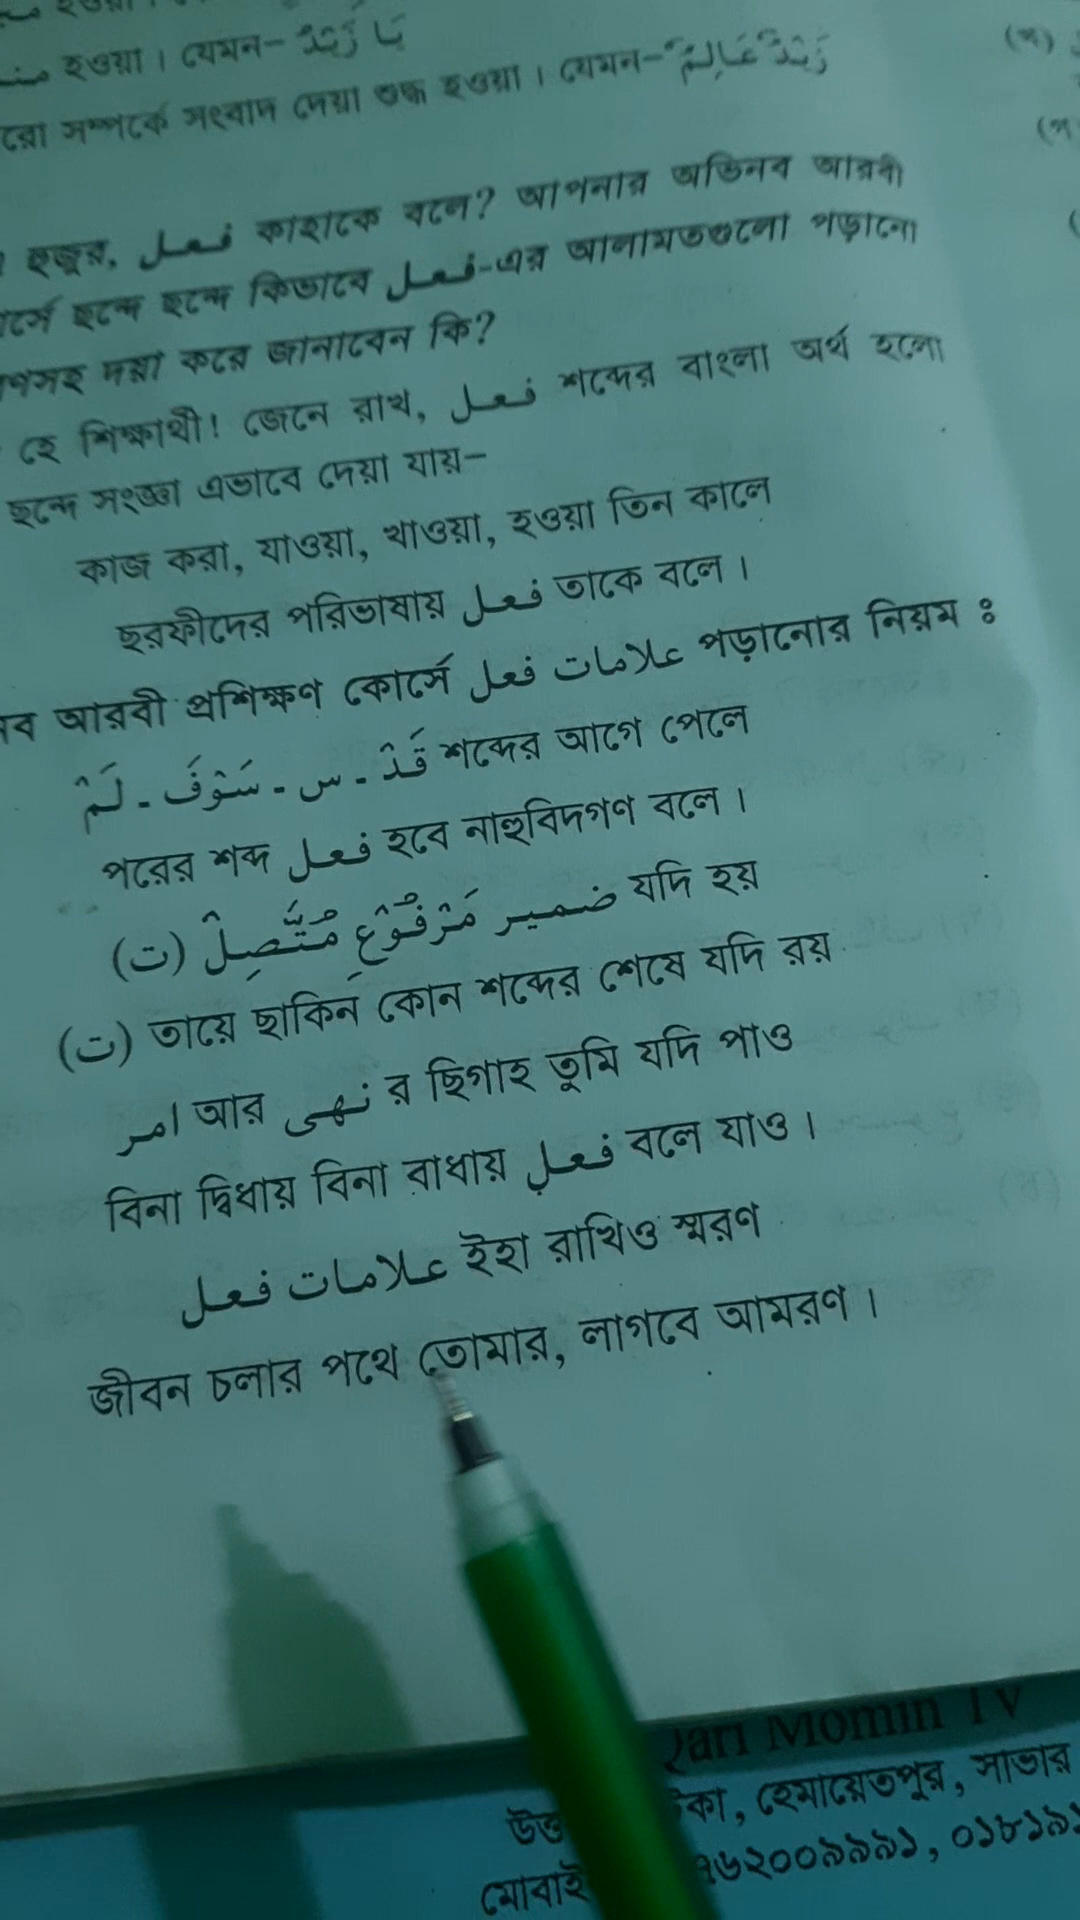 হওয়া । যেমন- يَا زَيْدُ
সম্পর্কে সংবাদ দেয়া শুদ্ধ হওয়া । যেমন- زَيْدٌ عَالِمٌ
হুজুর, فعل কাহাকে বলে? আপনার অভিনব আরবী
ছন্দে ছন্দে কিভাবে فعل-এর আলামতগুলো পড়ানো
দয়া করে জানাবেন কি?
হে শিক্ষার্থী! জেনে রাখ, فعل শব্দের বাংলা অর্থ হলো
ছন্দে সংজ্ঞা এভাবে দেয়া যায়-
কাজ করা, যাওয়া, খাওয়া, হওয়া তিন কালে
ছরফীদের পরিভাষায় فعل তাকে বলে ।
আরবী প্রশিক্ষণ কোর্সে علامات فعل পড়ানোর নিয়ম ঃ
قَدْ - س - سَوْفَ - لَمْ শব্দের আগে পেলে
পরের শব্দ فعل হবে নাহুবিদগণ বলে ।
(ت) ضمیر مَرْفُوْع مُتَّصِلْ যদি হয়
(ت) তায়ে ছাকিন কোন শব্দের শেষে যদি রয়
امر আর نهى র ছিগাহ তুমি যদি পাও
বিনা দ্বিধায় বিনা বাধায় فعل বলে যাও ।
علامات فعل ইহা রাখিও স্মরণ
জীবন চলার পথে তোমার, লাগবে আমরণ ।
Momin TV
হেমায়েতপুর, সাভার